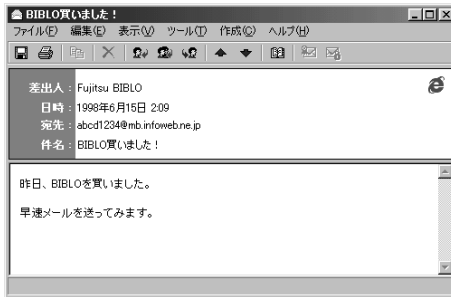 BIBLO買いました！
ファイル(F) 編集(E) 表示(V) ツール(T) 作成(C) ヘルプ(H)
差出人： Fujitsu BIBLO
日時： 1998年6月15日 2:09
宛先： abcd1234@mb.infoweb.ne.jp
件名： BIBLO買いました！
昨日、BIBLOを買いました。
早速メールを送ってみます。